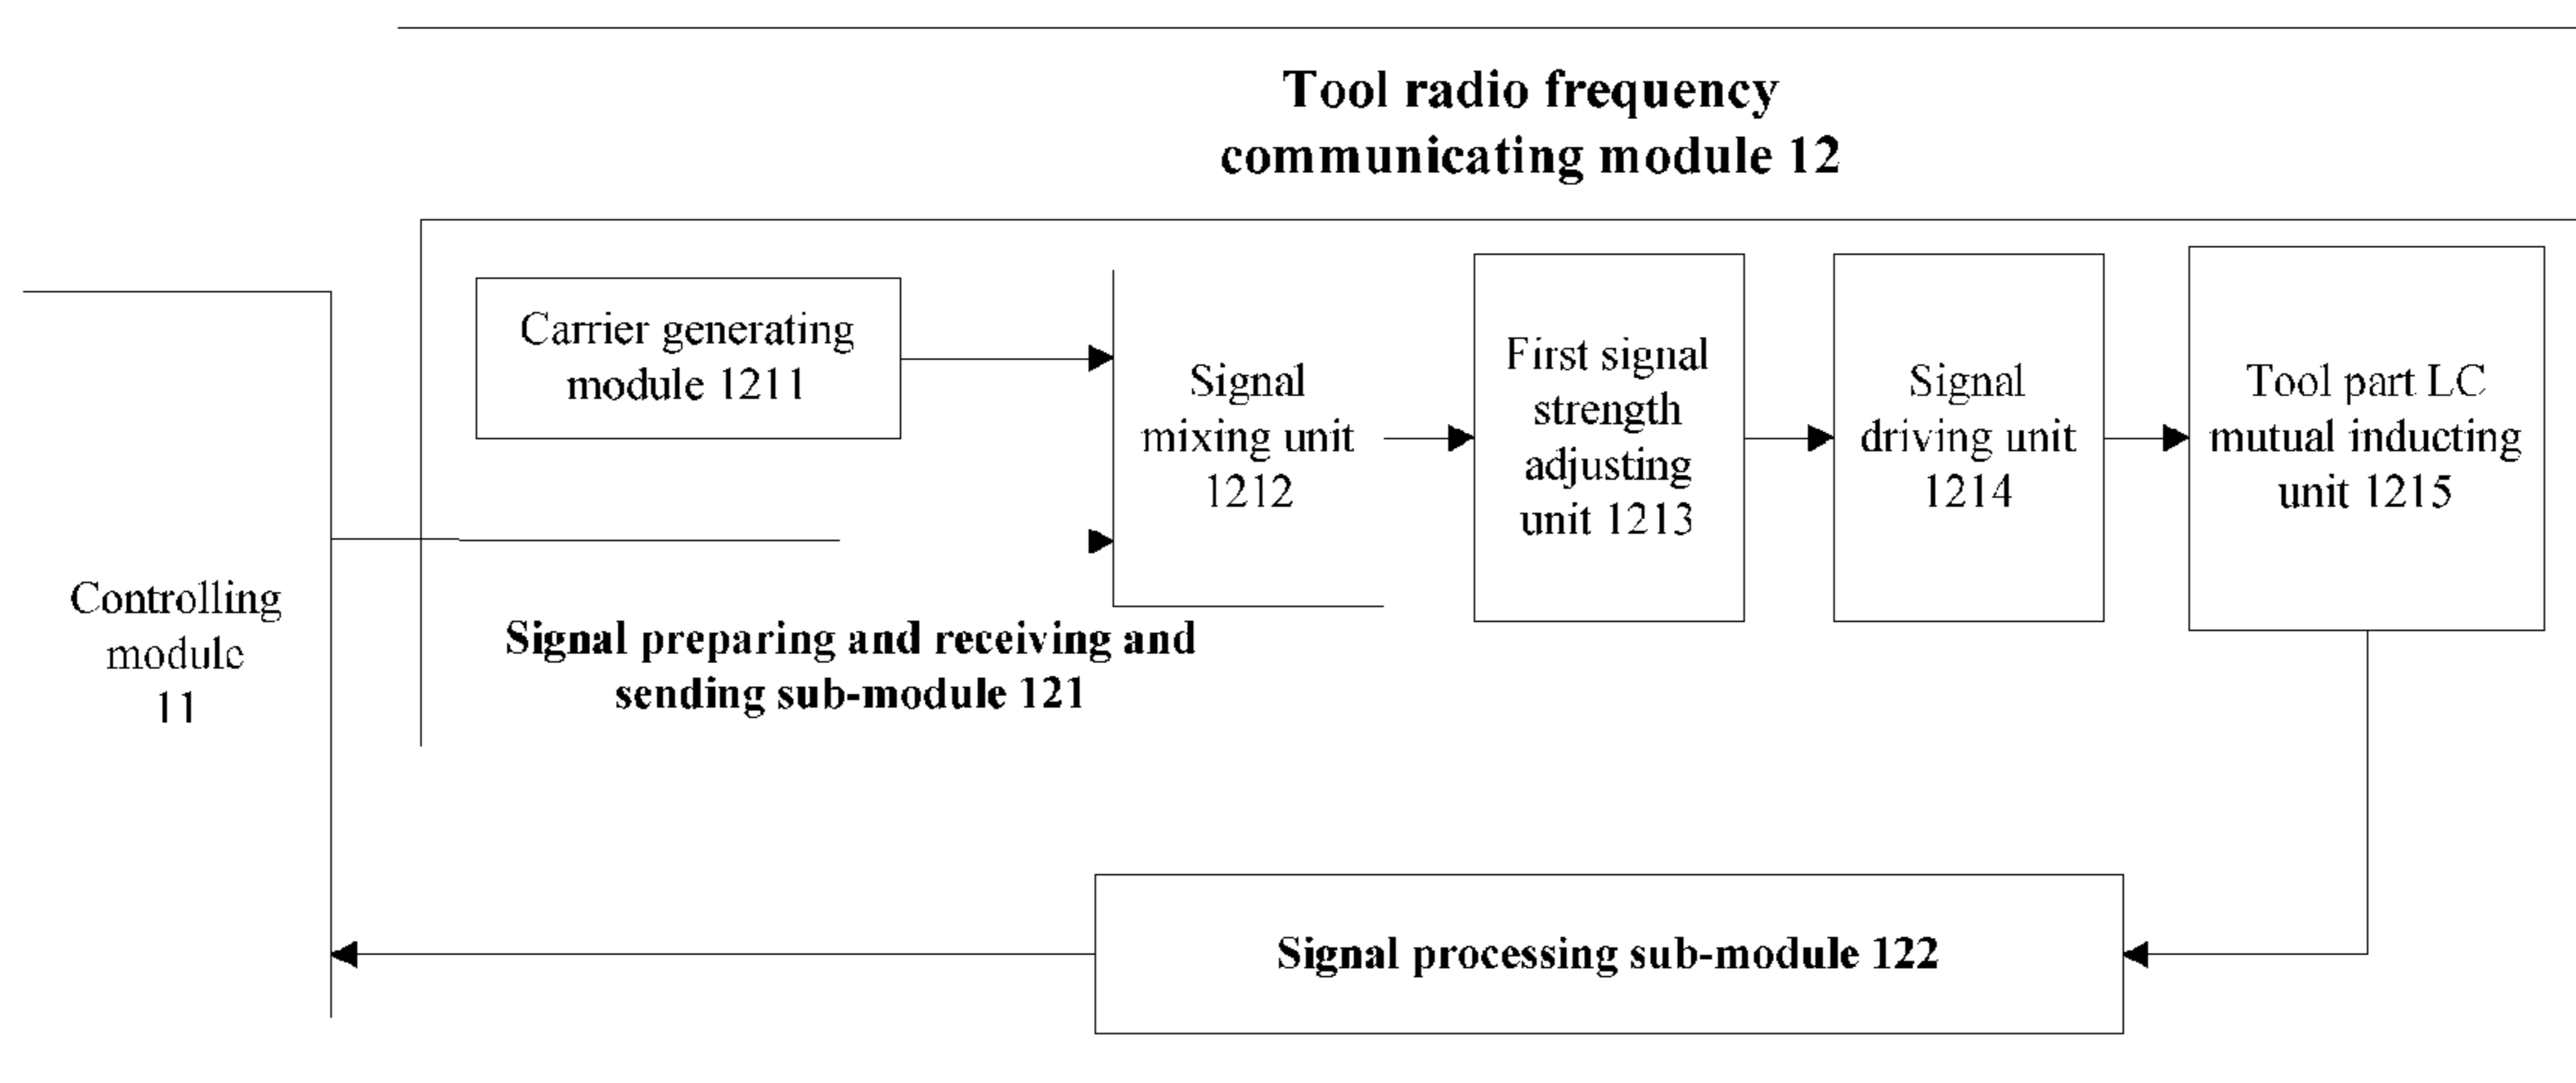 Tool radio frequency
communicating module 12
Carrier generating
module 1211
Signal
mixing unit
1212
First signal
strength
adjusting
unit 1213
Signal
driving unit
1214
Tool part LC
mutual inducting
unit 1215
Controlling
module
11
Signal preparing and receiving and
sending sub-module 121
Signal processing sub-module 122